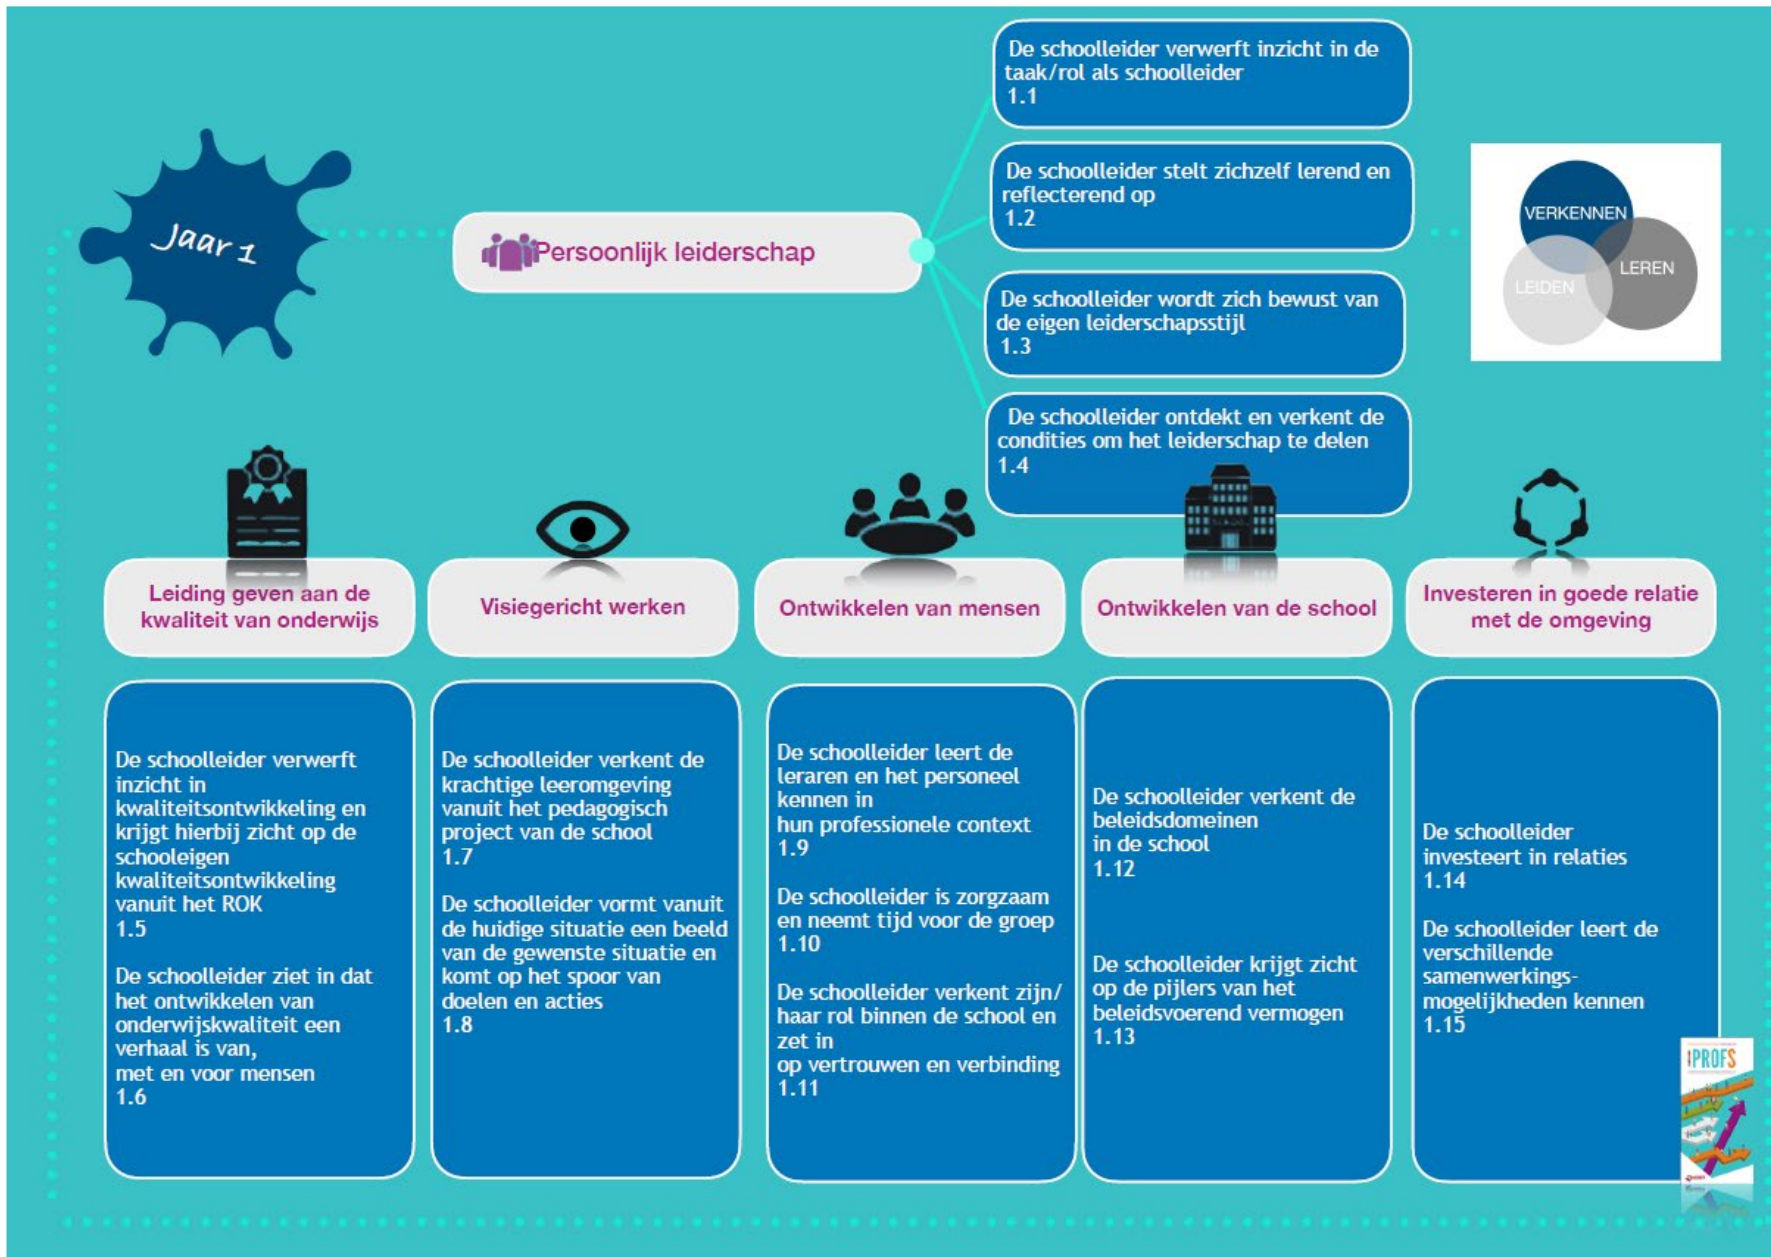 De schoolleider verwerft inzicht in de
taak/rol als schoolleider
1.1
De schoolleider stelt zichzelf lerend en
reflecterend op
1.2
Jaar 1
Persoonlijk leiderschap
VERKENNEN
LEREN
LEIDEN
De schoolleider wordt zich bewust van
de eigen leiderschapsstijl
1.3
De schoolleider ontdekt en verkent de
condities om het leiderschap te delen
1.4
Leiding geven aan de
kwaliteit van onderwijs
Visiegericht werken
Ontwikkelen van mensen
Ontwikkelen van de school
Investeren in goede relatie
met de omgeving
De schoolleider verwerft
inzicht in
kwaliteitsontwikkeling en
krijgt hierbij zicht op de
schooleigen
kwaliteitsontwikkeling
vanuit het ROK
1.5
De schoolleider ziet in dat
het ontwikkelen van
onderwijskwaliteit een
verhaal is van,
met en voor mensen
1.6
De schoolleider verkent de
krachtige leeromgeving
vanuit het pedagogisch
project van de school
1.7
De schoolleider vormt vanuit
de huidige situatie een beeld
van de gewenste situatie en
komt op het spoor van
doelen en acties
1.8
De schoolleider leert de
leraren en het personeel
kennen in
hun professionele context
1.9
De schoolleider is zorgzaam
en neemt tijd voor de groep
1.10
De schoolleider verkent zijn/
haar rol binnen de school en
zet in
op vertrouwen en verbinding
1.11
De schoolleider verkent de
beleidsdomeinen
in de school
1.12
De schoolleider krijgt zicht
op de pijlers van het
beleidsvoerend vermogen
1.13
De schoolleider
investeert in relaties
1.14
De schoolleider leert de
verschillende
samenwerkings-
mogelijkheden kennen
1.15
PROFS